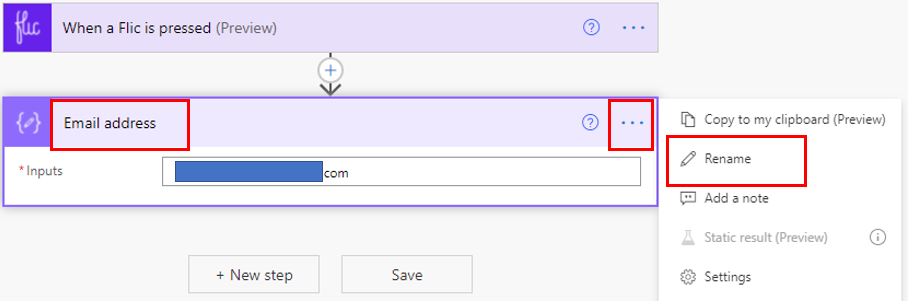 flic
When a Flic is pressed (Preview)
Email address
*Inputs
com
+ New step
Save
Copy to my clipboard (Preview)
Rename
Add a note
Static result (Preview)
Settings